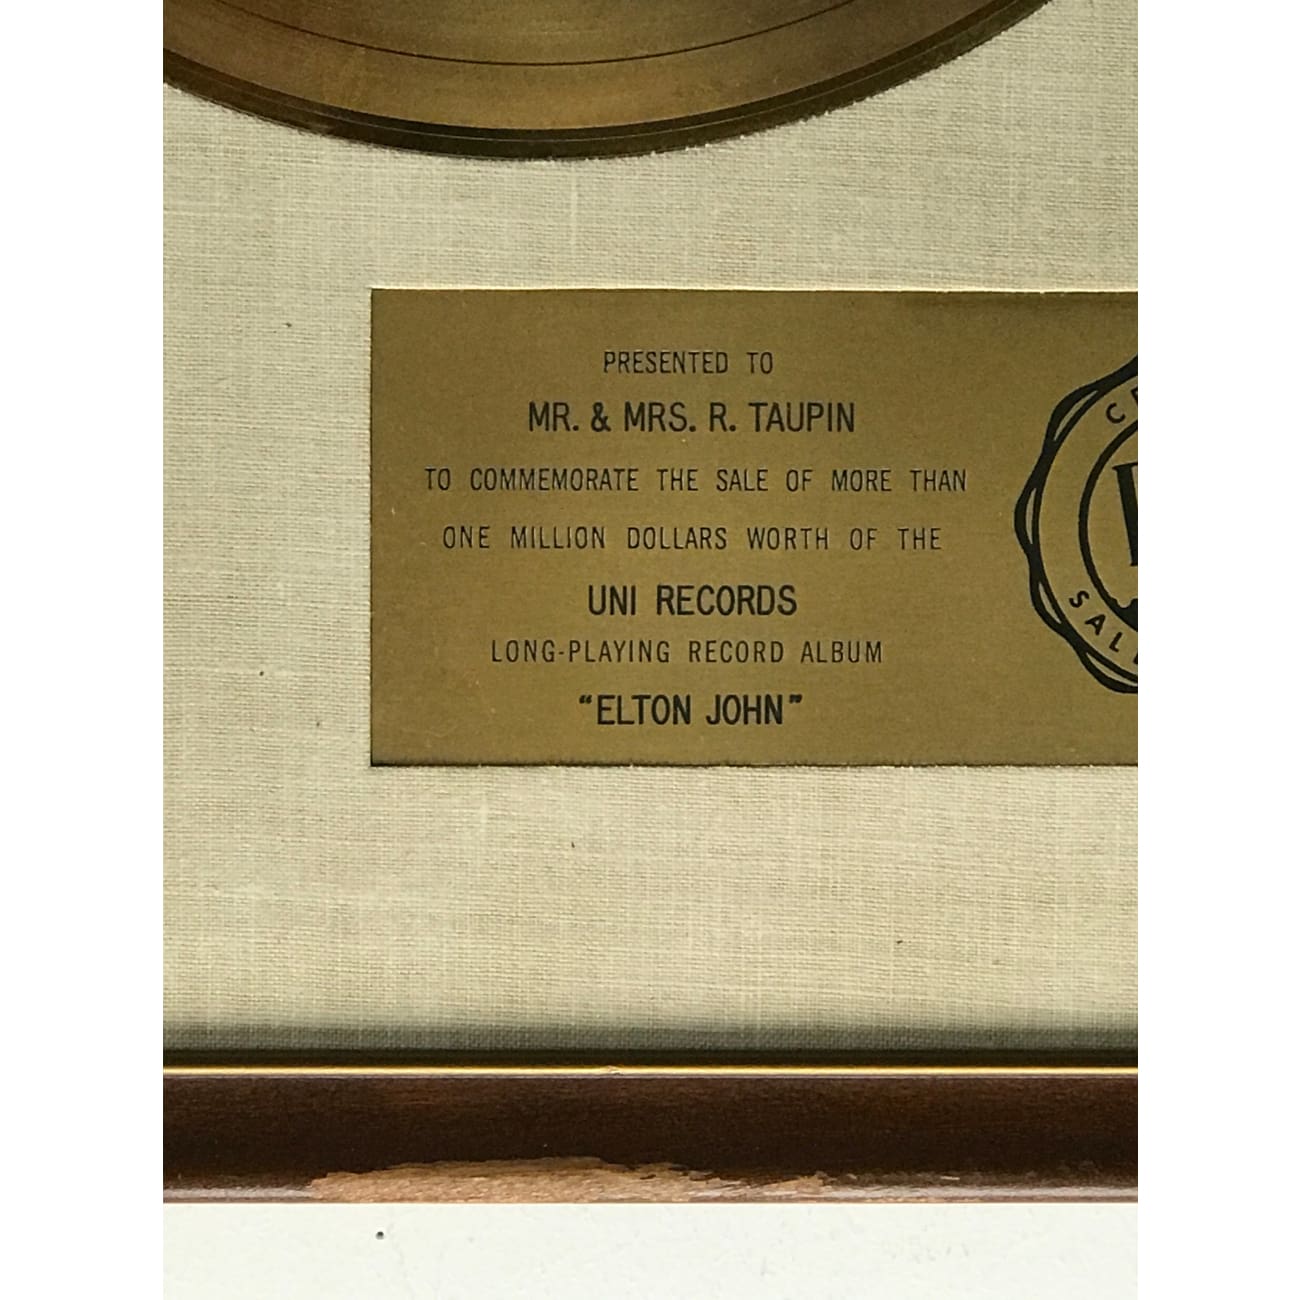 PRESENTED TO
MR. & MRS. R. TAUPIN
TO COMMEMORATE THE SALE OF MORE THAN
ONE MILLION DOLLARS WORTH OF THE
UNI RECORDS
LONG-PLAYING RECORD ALBUM
“ELTON JOHN”